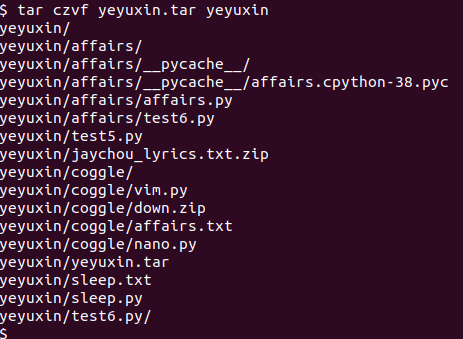 $ tar czvf yeyuxin.tar yeyuxin
yeyuxin/
yeyuxin/affairs/
yeyuxin/affairs/__pycache__/
yeyuxin/affairs/__pycache__/affairs.cpython-38.pyc
yeyuxin/affairs/affairs.py
yeyuxin/affairs/test6.py
yeyuxin/test5.py
yeyuxin/jaychou_lyrics.txt.zip
yeyuxin/coggle/
yeyuxin/coggle/vim.py
yeyuxin/coggle/down.zip
yeyuxin/coggle/affairs.txt
yeyuxin/coggle/nano.py
yeyuxin/yeyuxin.tar
yeyuxin/sleep.txt
yeyuxin/sleep.py
yeyuxin/test6.py/
$